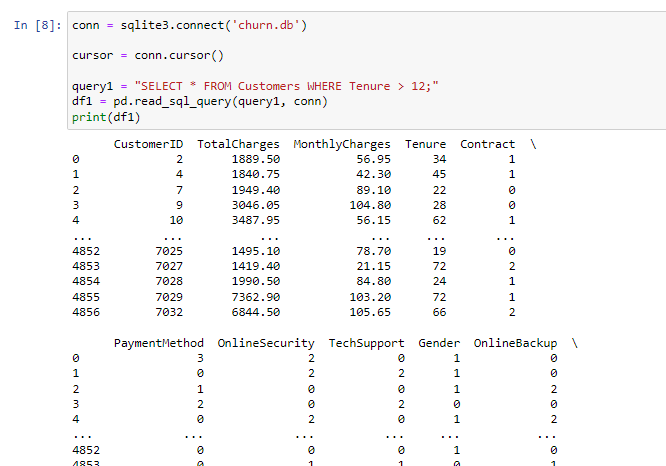 In [8]: conn = sqlite3.connect('churn.db')
cursor = conn.cursor()
query1 = "SELECT * FROM Customers WHERE Tenure > 12;"
df1 = pd.read_sql_query(query1, conn)
print(df1)
CustomerID TotalCharges MonthlyCharges Tenure Contract \
0 2 1889.50 56.95 34 1
1 4 1840.75 42.30 45 1
2 7 1949.40 89.10 22 0
3 9 3046.05 104.80 28 0
4 10 3487.95 56.15 62 1
... ... ... ... ... ...
4852 7025 1495.10 78.70 19 0
4853 7027 1419.40 21.15 72 2
4854 7028 1990.50 84.80 24 1
4855 7029 7362.90 103.20 72 1
4856 7032 6844.50 105.65 66 2
PaymentMethod OnlineSecurity TechSupport Gender OnlineBackup \
0 3 2 0 1 0
1 0 2 2 1 0
2 1 0 0 1 2
3 2 0 2 0 0
4 0 2 0 1 2
... ... ... ... ... ...
4852 0 0 0 1 0
4853 0 1 1 0 1